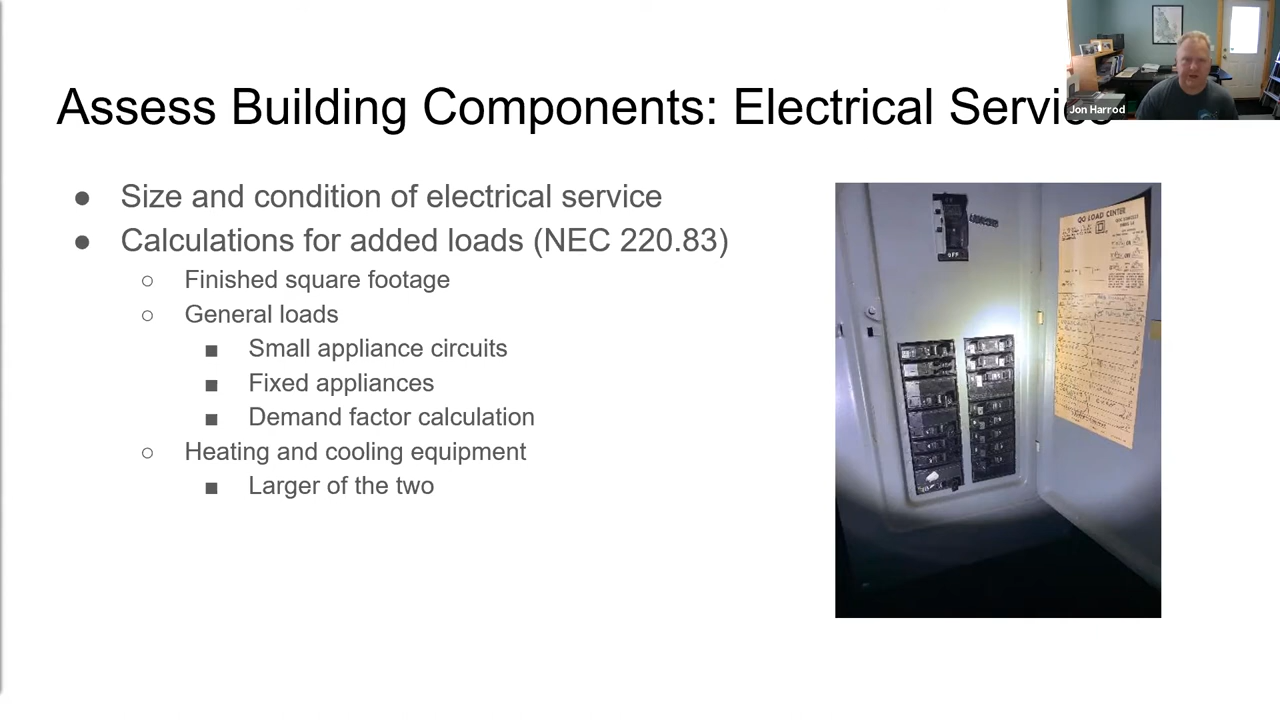 Assess Building Components: Electrical Service
Jon Harrod
● Size and condition of electrical service
● Calculations for added loads (NEC 220.83)
○ Finished square footage
○ General loads
■ Small appliance circuits
■ Fixed appliances
■ Demand factor calculation
○ Heating and cooling equipment
■ Larger of the two
QO LOAD CENTER
OFF